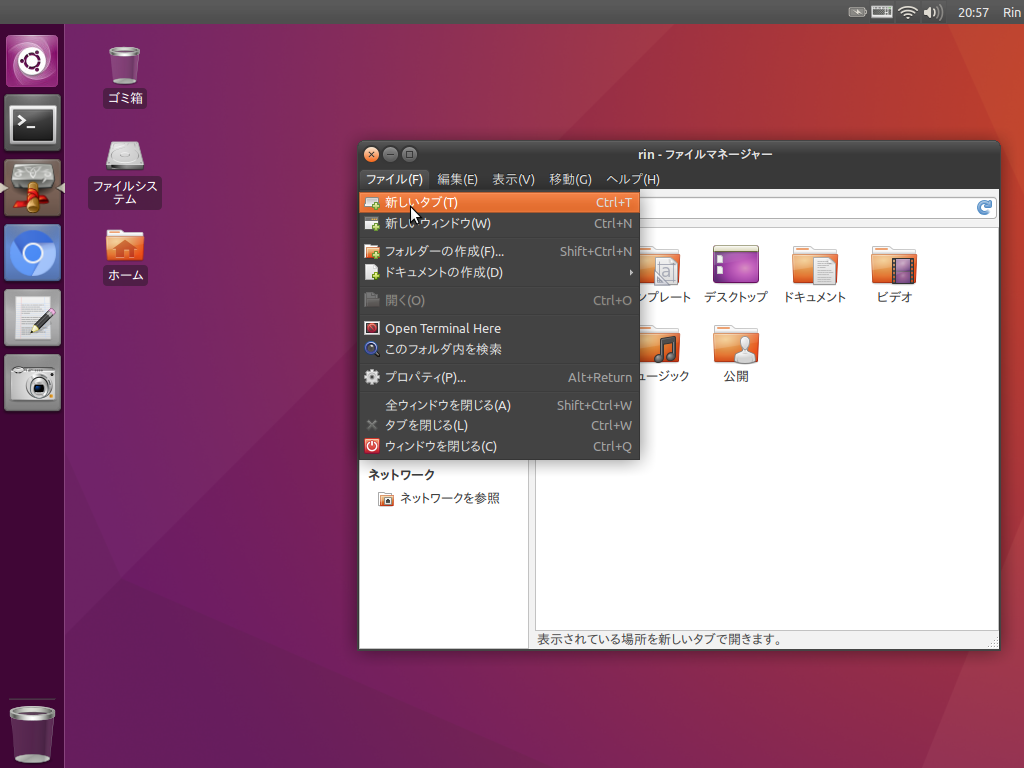 20:57 Rin
ゴミ箱
ファイルシス
テム
ホーム
rin - ファイルマネージャー
ファイル(F) 編集(E) 表示(V) 移動(G) ヘルプ(H)
新しいタブ(T) Ctrl+T
新しいウィンドウ(W) Ctrl+N
フォルダーの作成(F)... Shift+Ctrl+N
ドキュメントの作成(D)
開く(O) Ctrl+O
Open Terminal Here
このフォルダ内を検索
プロパティ(P)... Alt+Return
全ウィンドウを閉じる(A) Shift+Ctrl+W
タブを閉じる(L) Ctrl+W
ウィンドウを閉じる(C) Ctrl+Q
ンプレート デスクトップ ドキュメント ビデオ
ュージック 公開
ネットワーク
ネットワークを参照
表示されている場所を新しいタブで開きます。